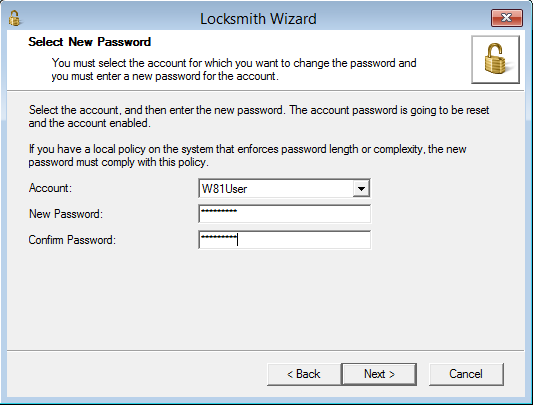 Locksmith Wizard
Select New Password
You must select the account for which you want to change the password and
you must enter a new password for the account.
Select the account, and then enter the new password. The account password is going to be reset
and the account enabled.
If you have a local policy on the system that enforces password length or complexity, the new
password must comply with this policy.
Account: W81User
New Password: *********
Confirm Password: *********
< Back Next > Cancel